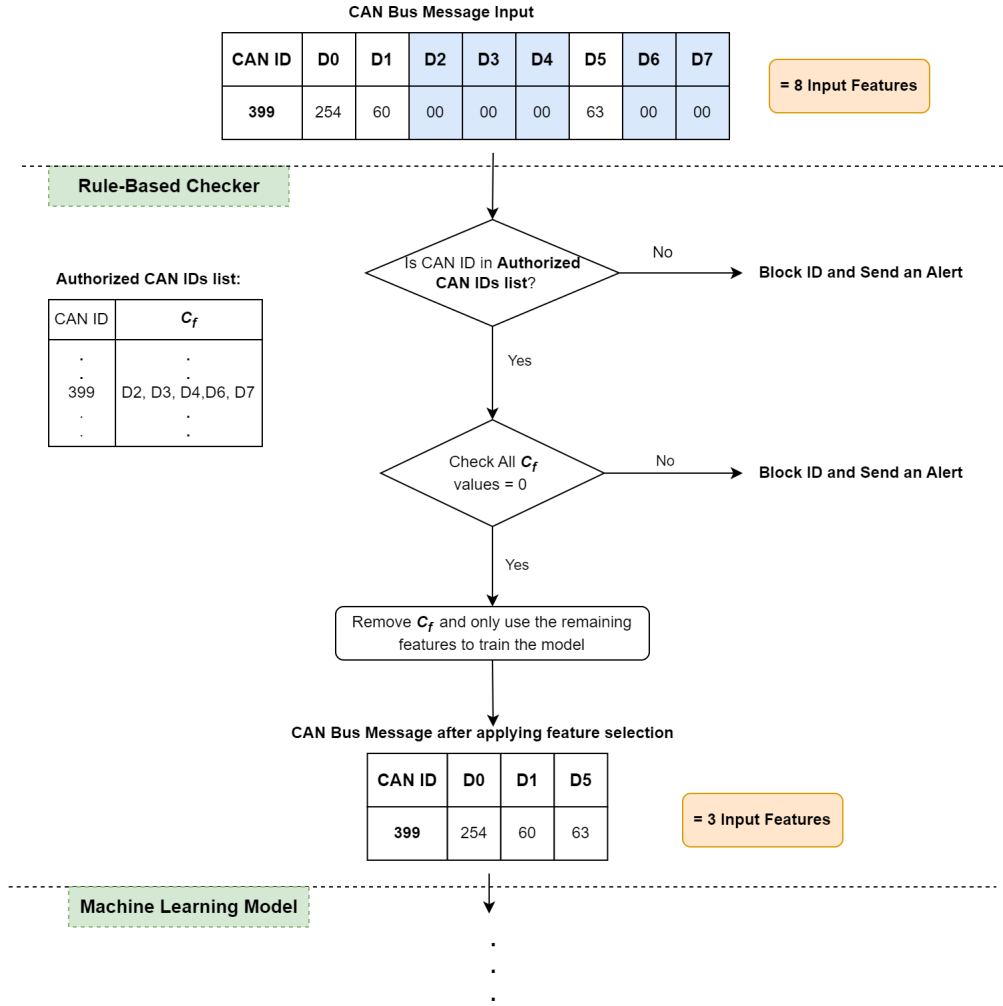 CAN Bus Message Input
CAN ID D0 D1 D2 D3 D4 D5 D6 D7
399 254 60 00 00 00 63 00 00
= 8 Input Features
Rule-Based Checker
Is CAN ID in Authorized
CAN IDs list?
No
Block ID and Send an Alert
Authorized CAN IDs list:
CAN ID Cf
. .
. .
399 D2, D3, D4,D6, D7
. .
. .
Yes
Check All Cf
values = 0
No
Block ID and Send an Alert
Yes
Remove Cf and only use the remaining
features to train the model
CAN Bus Message after applying feature selection
CAN ID D0 D1 D5
399 254 60 63
= 3 Input Features
Machine Learning Model
.
.
.